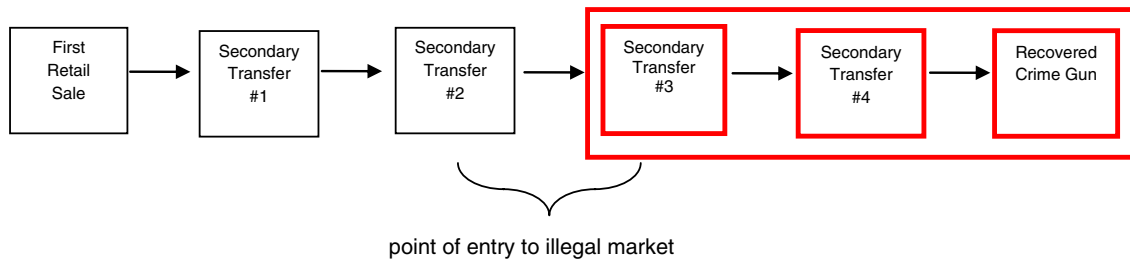 First
Retail
Sale
Secondary
Transfer
#1
Secondary
Transfer
#2
Secondary
Transfer
#3
Secondary
Transfer
#4
Recovered
Crime Gun
point of entry to illegal market